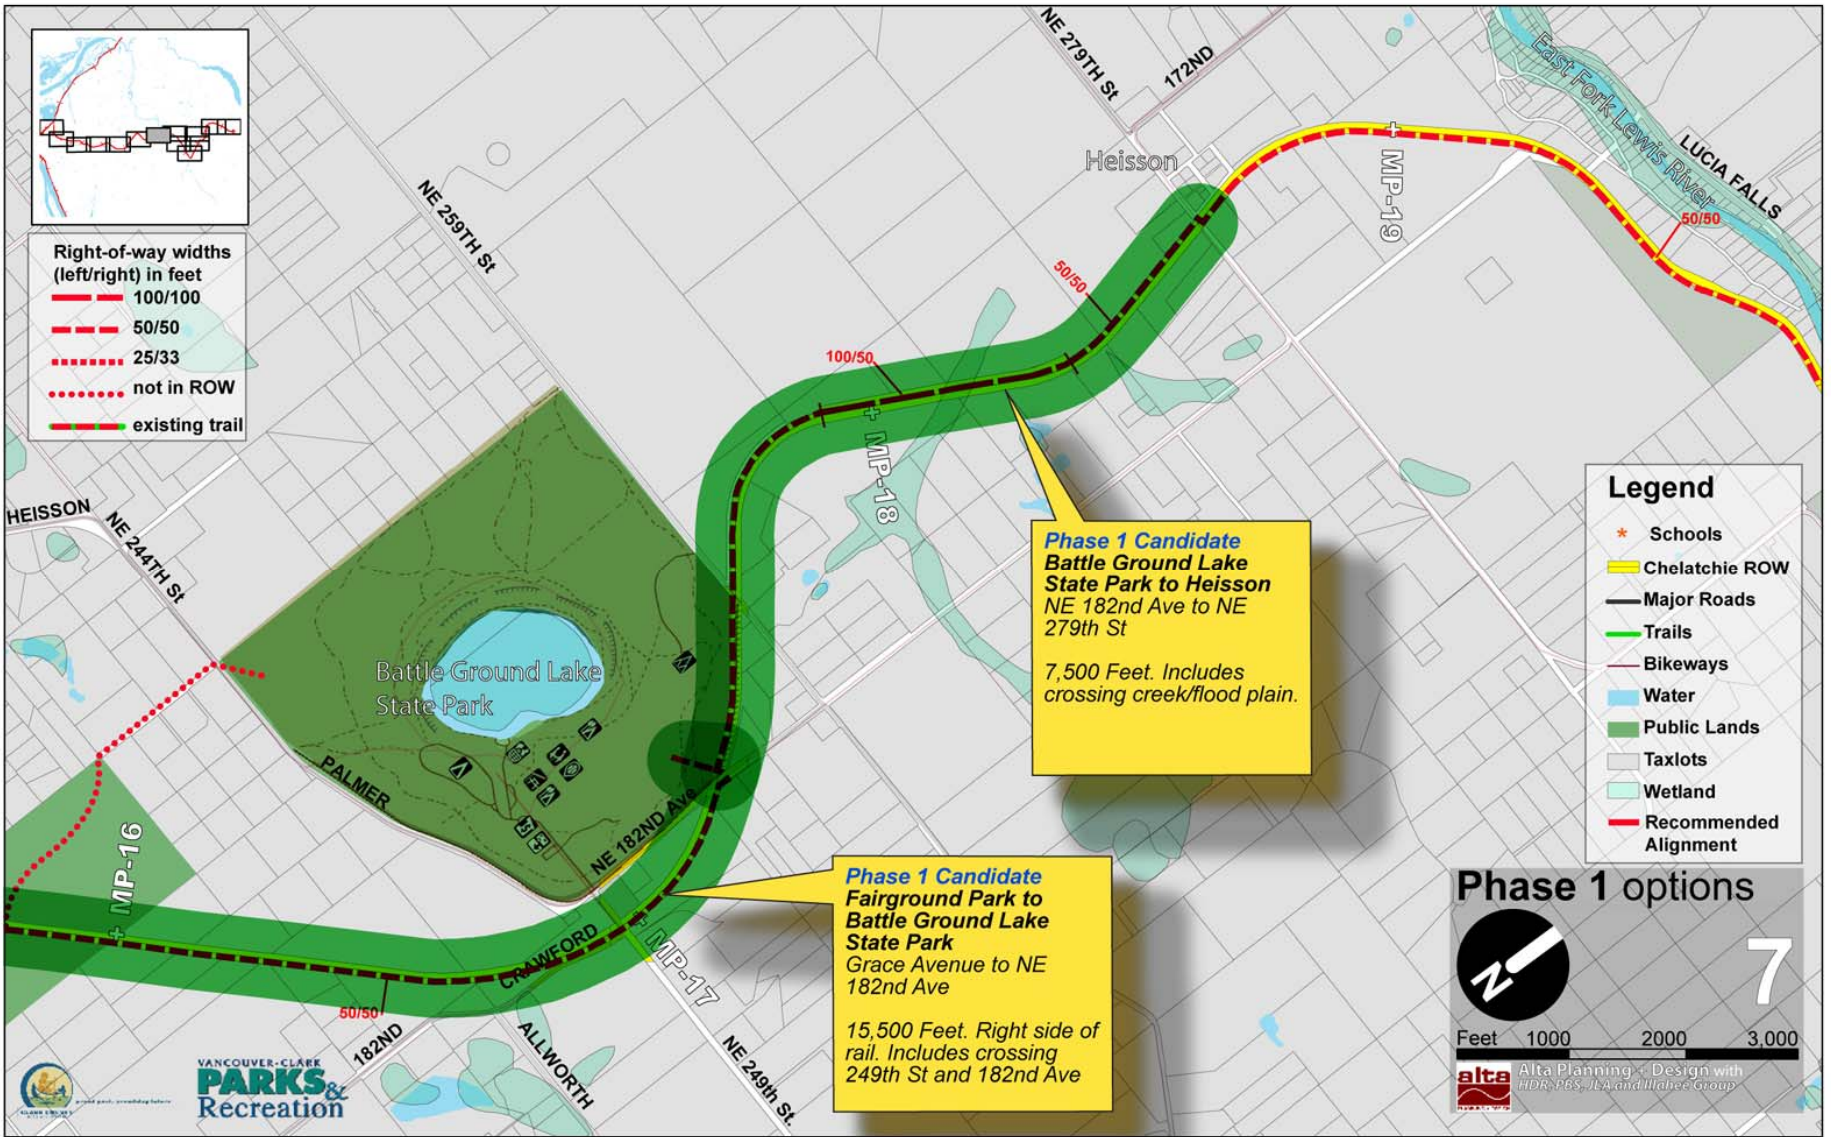 NE 279TH St
172ND
East Fork Lewis River
LUCIA FALLS
Heisson
MP-19
50/50
NE 259TH St
Right-of-way widths
(left/right) in feet
100/100
50/50
25/33
not in ROW
existing trail
50/50
100/50
MP-18
HEISSON
NE 244TH St
Phase 1 Candidate
Battle Ground Lake
State Park to Heisson
NE 182nd Ave to NE
279th St
7,500 Feet. Includes
crossing creek/flood plain.
Legend
* Schools
Chelatchie ROW
Major Roads
Trails
Bikeways
Water
Public Lands
Taxlots
Wetland
Recommended
Alignment
Battle Ground Lake
State Park
PALMER
NE 182ND Ave
MP-16
CRAWFORD
MP-17
50/50
182ND
ALLWORTH
NE 249th St.
Phase 1 Candidate
Fairground Park to
Battle Ground Lake
State Park
Grace Avenue to NE
182nd Ave
15,500 Feet. Right side of
rail. Includes crossing
249th St and 182nd Ave
Phase 1 options
N
7
Feet 1000 2000 3,000
alta
Alta Planning + Design with
HDR, PBS, JLA and Illahee Group
VANCOUVER-CLARK
PARKS &
Recreation